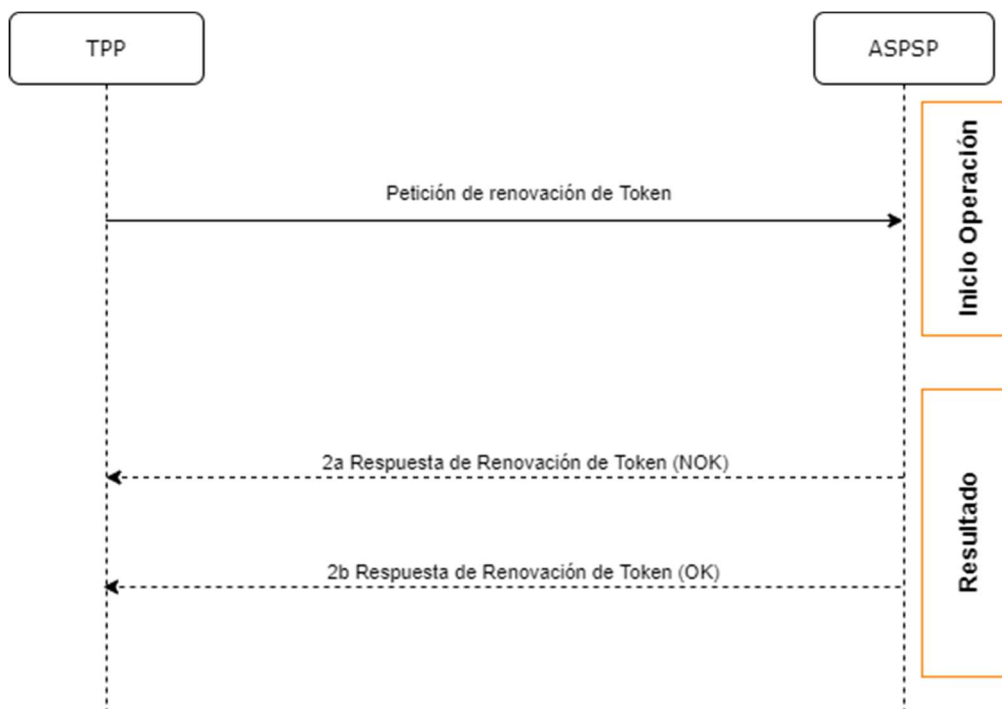 TPP
ASPSP
Inicio Operación
Petición de renovación de Token
2a Respuesta de Renovación de Token (NOK)
Resultado
2b Respuesta de Renovación de Token (OK)